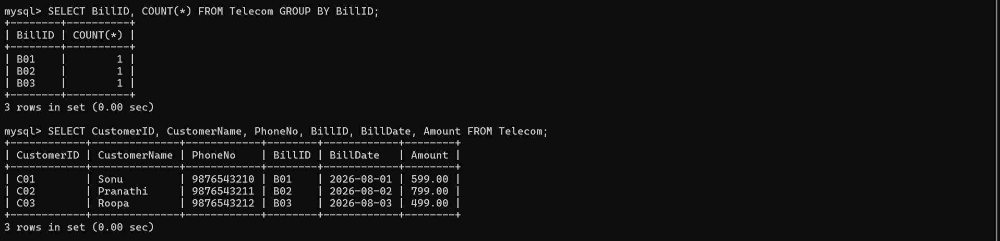 mysql> SELECT BillID, COUNT(*) FROM Telecom GROUP BY BillID;
+--------+----------+
| BillID | COUNT(*) |
+--------+----------+
| B01    |        1 |
| B02    |        1 |
| B03    |        1 |
+--------+----------+
3 rows in set (0.00 sec)

mysql> SELECT CustomerID, CustomerName, PhoneNo, BillID, BillDate, Amount FROM Telecom;
+------------+--------------+------------+--------+------------+--------+
| CustomerID | CustomerName | PhoneNo    | BillID | BillDate   | Amount |
+------------+--------------+------------+--------+------------+--------+
| C01        | Sonu         | 9876543210 | B01    | 2026-08-01 | 599.00 |
| C02        | Pranathi     | 9876543211 | B02    | 2026-08-02 | 799.00 |
| C03        | Roopa        | 9876543212 | B03    | 2026-08-03 | 499.00 |
+------------+--------------+------------+--------+------------+--------+
3 rows in set (0.00 sec)